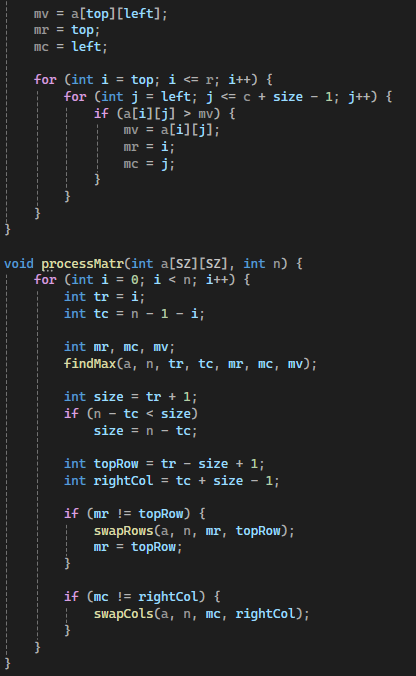 mv = a[top][left];
mr = top;
mc = left;
for (int i = top; i <= r; i++) {
for (int j = left; j <= c + size - 1; j++) {
if (a[i][j] > mv) {
mv = a[i][j];
mr = i;
mc = j;
}
}
}
}
void processMatr(int a[SZ][SZ], int n) {
for (int i = 0; i < n; i++) {
int tr = i;
int tc = n - 1 - i;
int mr, mc, mv;
findMax(a, n, tr, tc, mr, mc, mv);
int size = tr + 1;
if (n - tc < size)
size = n - tc;
int topRow = tr - size + 1;
int rightCol = tc + size - 1;
if (mr != topRow) {
swapRows(a, n, mr, topRow);
mr = topRow;
}
if (mc != rightCol) {
swapCols(a, n, mc, rightCol);
}
}
}